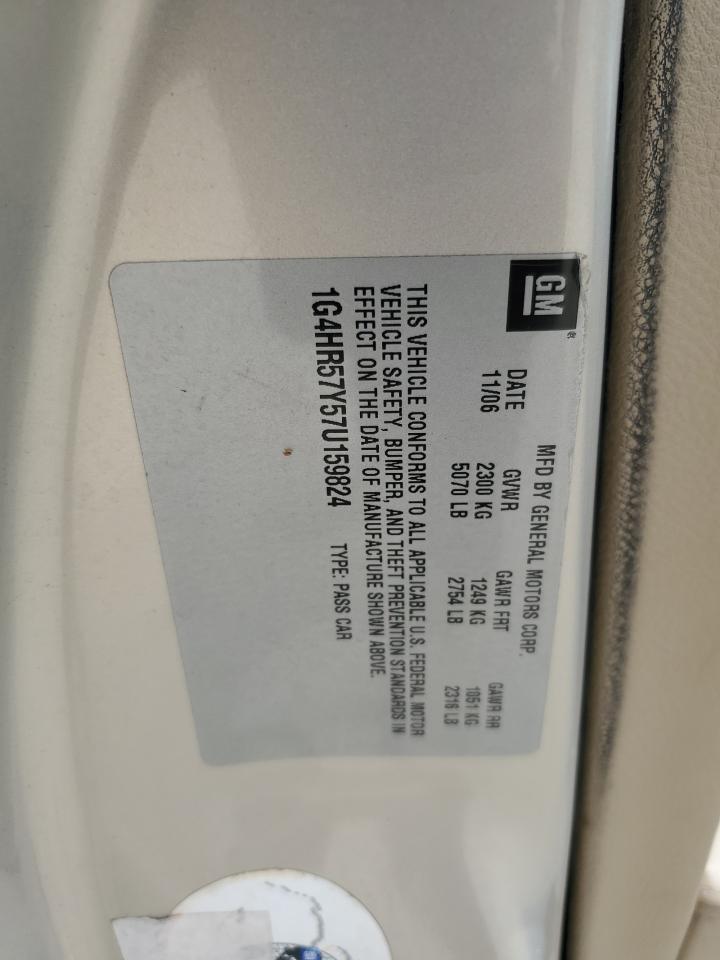 GM
®
MFD BY GENERAL MOTORS CORP.
DATE GVWR GAWR FRT GAWR RR
11/06 2300 KG 1249 KG 1051 KG
5070 LB 2754 LB 2316 LB
THIS VEHICLE CONFORMS TO ALL APPLICABLE U.S. FEDERAL MOTOR
VEHICLE SAFETY, BUMPER, AND THEFT PREVENTION STANDARDS IN
EFFECT ON THE DATE OF MANUFACTURE SHOWN ABOVE.
1G4HR57Y57U159824 TYPE: PASS CAR